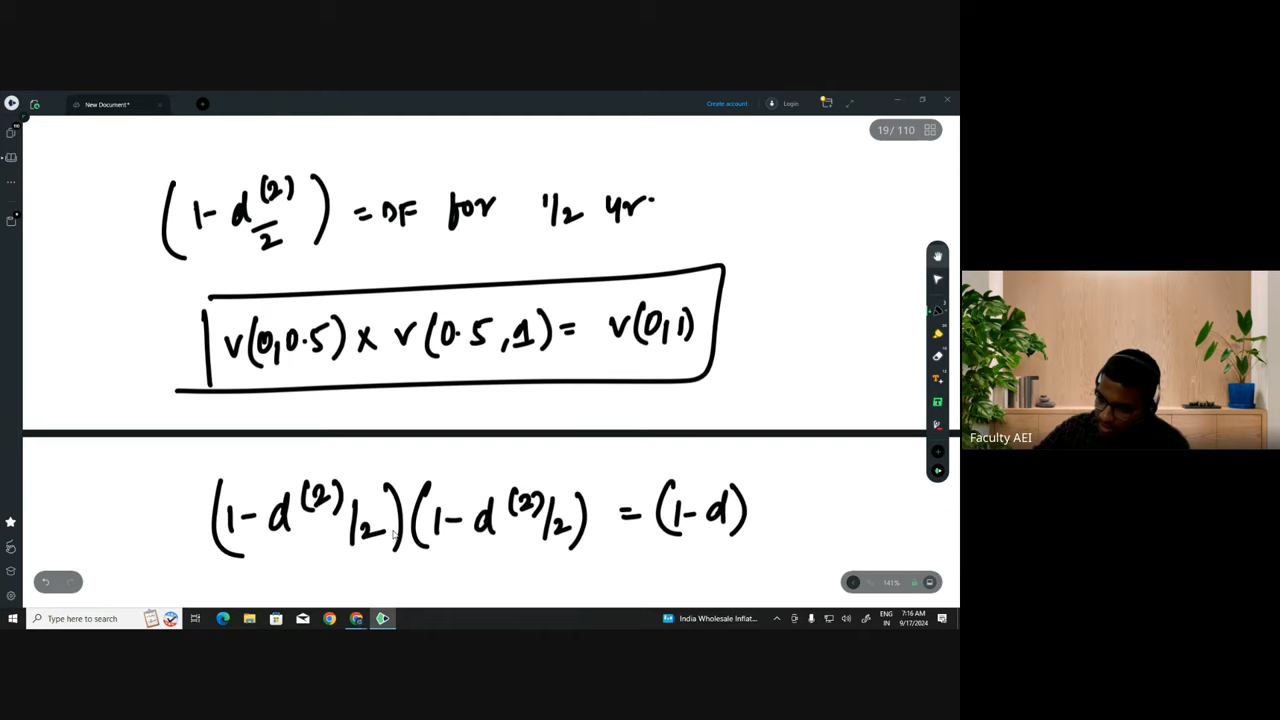 New Document*
Create account
Login
19/ 110
(1- d^(2)/2) = DF for 1/2 yr.
v(0,0.5) x v(0.5,1) = v(0,1)
(1- d^(2)/2)(1- d^(2)/2) = (1-d)
Faculty AEI
141%
Type here to search
India Wholesale Inflat...
ENG
IN
7:16 AM
9/17/2024